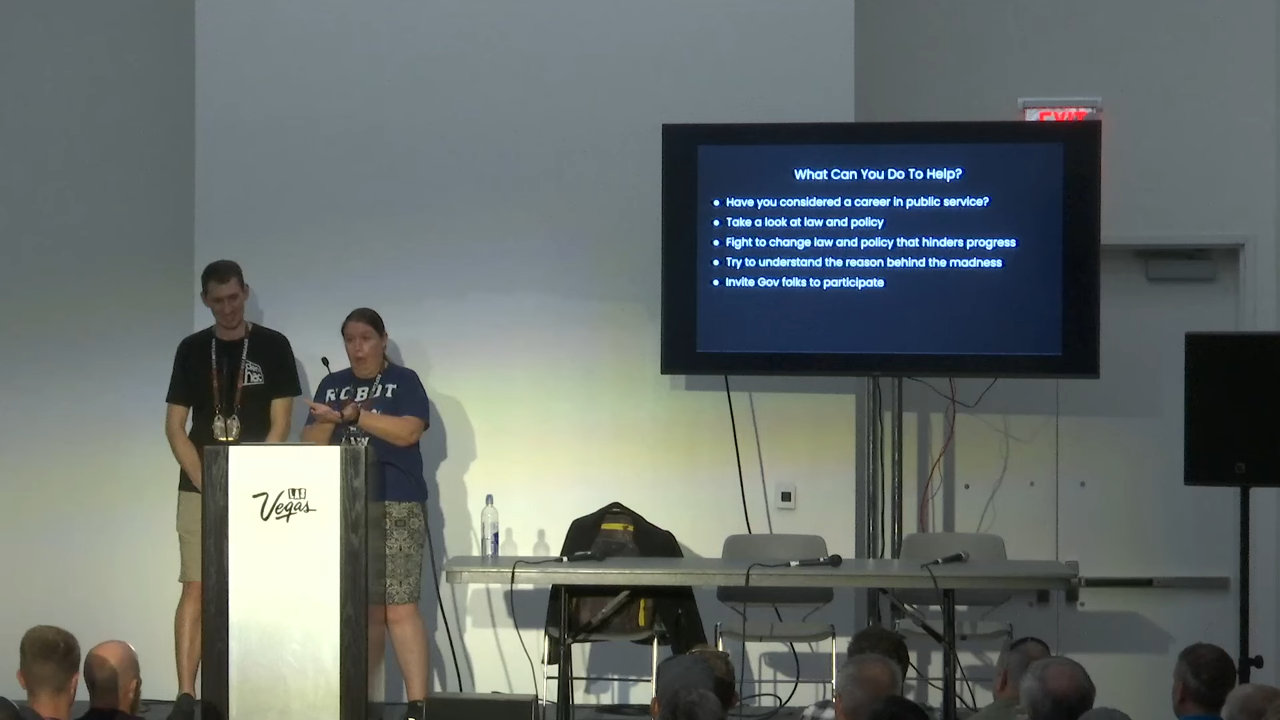 EXIT
What Can You Do To Help?
• Have you considered a career in public service?
• Take a look at law and policy
• Fight to change law and policy that hinders progress
• Try to understand the reason behind the madness
• Invite Gov folks to participate
ROBOT
LAS
Vegas